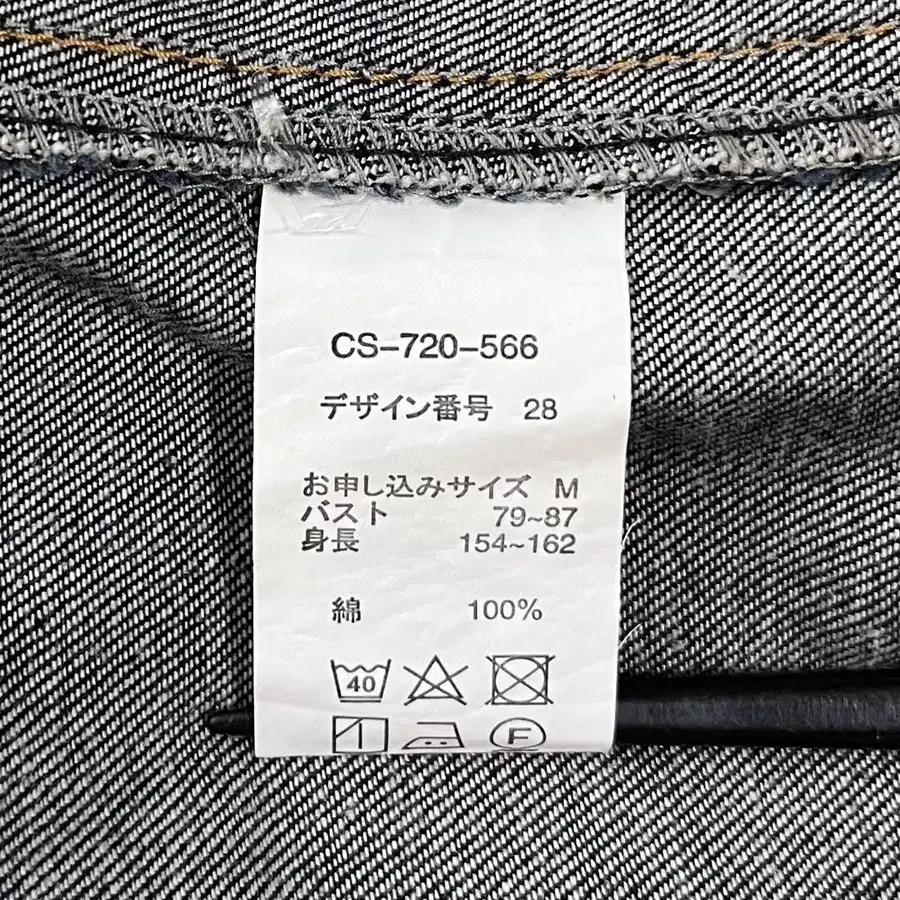 CS-720-566
デザイン番号 28
お申し込みサイズ M
バスト 79~87
身長 154~162
綿 100%
40
F